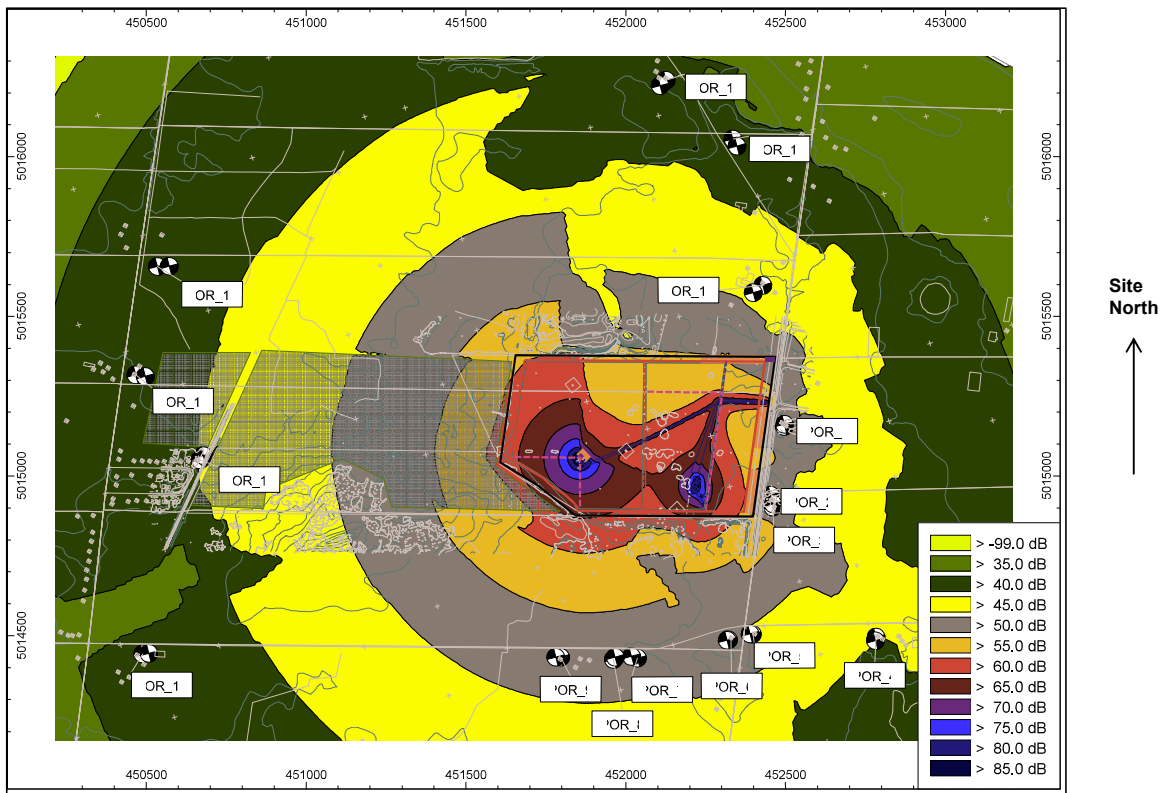 450500 451000 451500 452000 452500 453000
5016000 5016000
5015500 5015500
5015000 5015000
5014500 5014500
OR_1
OR_1
OR_1
OR_1
OR_1
OR_1
OR_1
Site
North
> -99.0 dB
> 35.0 dB
> 40.0 dB
> 45.0 dB
> 50.0 dB
> 55.0 dB
> 60.0 dB
> 65.0 dB
> 70.0 dB
> 75.0 dB
> 80.0 dB
> 85.0 dB
450500 451000 451500 452000 452500